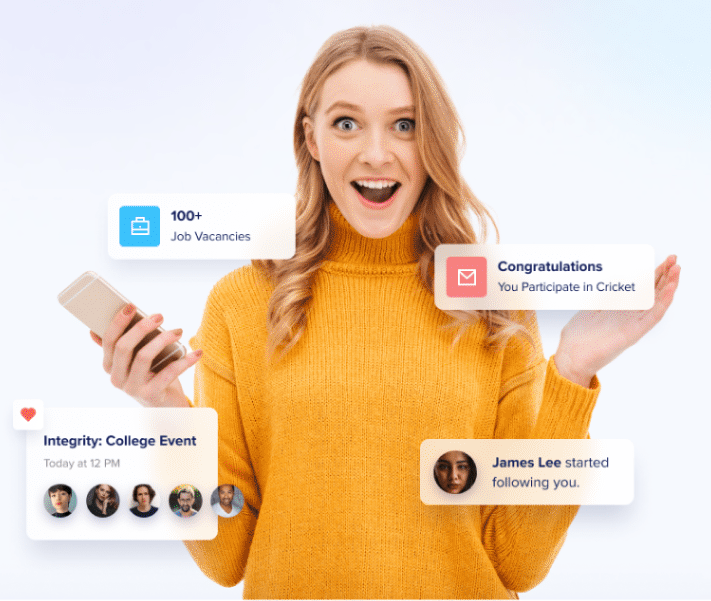 100+
Job Vacancies
Congratulations
You Participate in Cricket
Integrity: College Event
Today at 12 PM
James Lee started
following you.